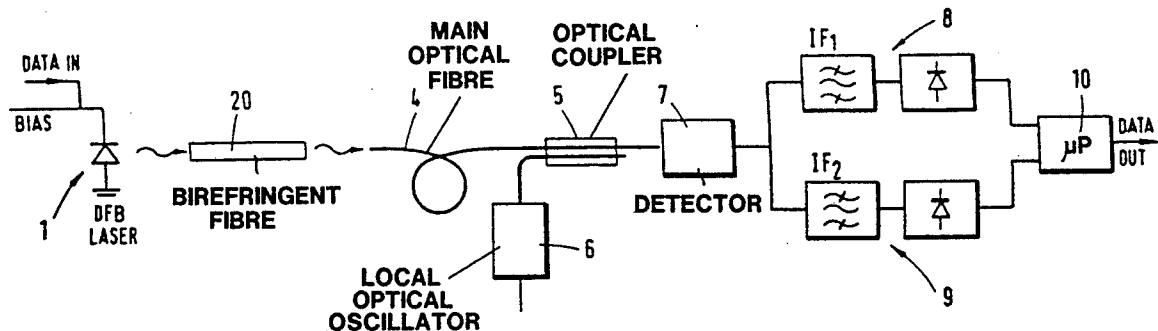 DATA IN
BIAS
1
DFB
LASER
20
BIREFRINGENT
FIBRE
MAIN
OPTICAL
FIBRE
4
OPTICAL
COUPLER
5
LOCAL
OPTICAL
OSCILLATOR
6
7
DETECTOR
IF₁
8
IF₂
9
10
µP
DATA
OUT